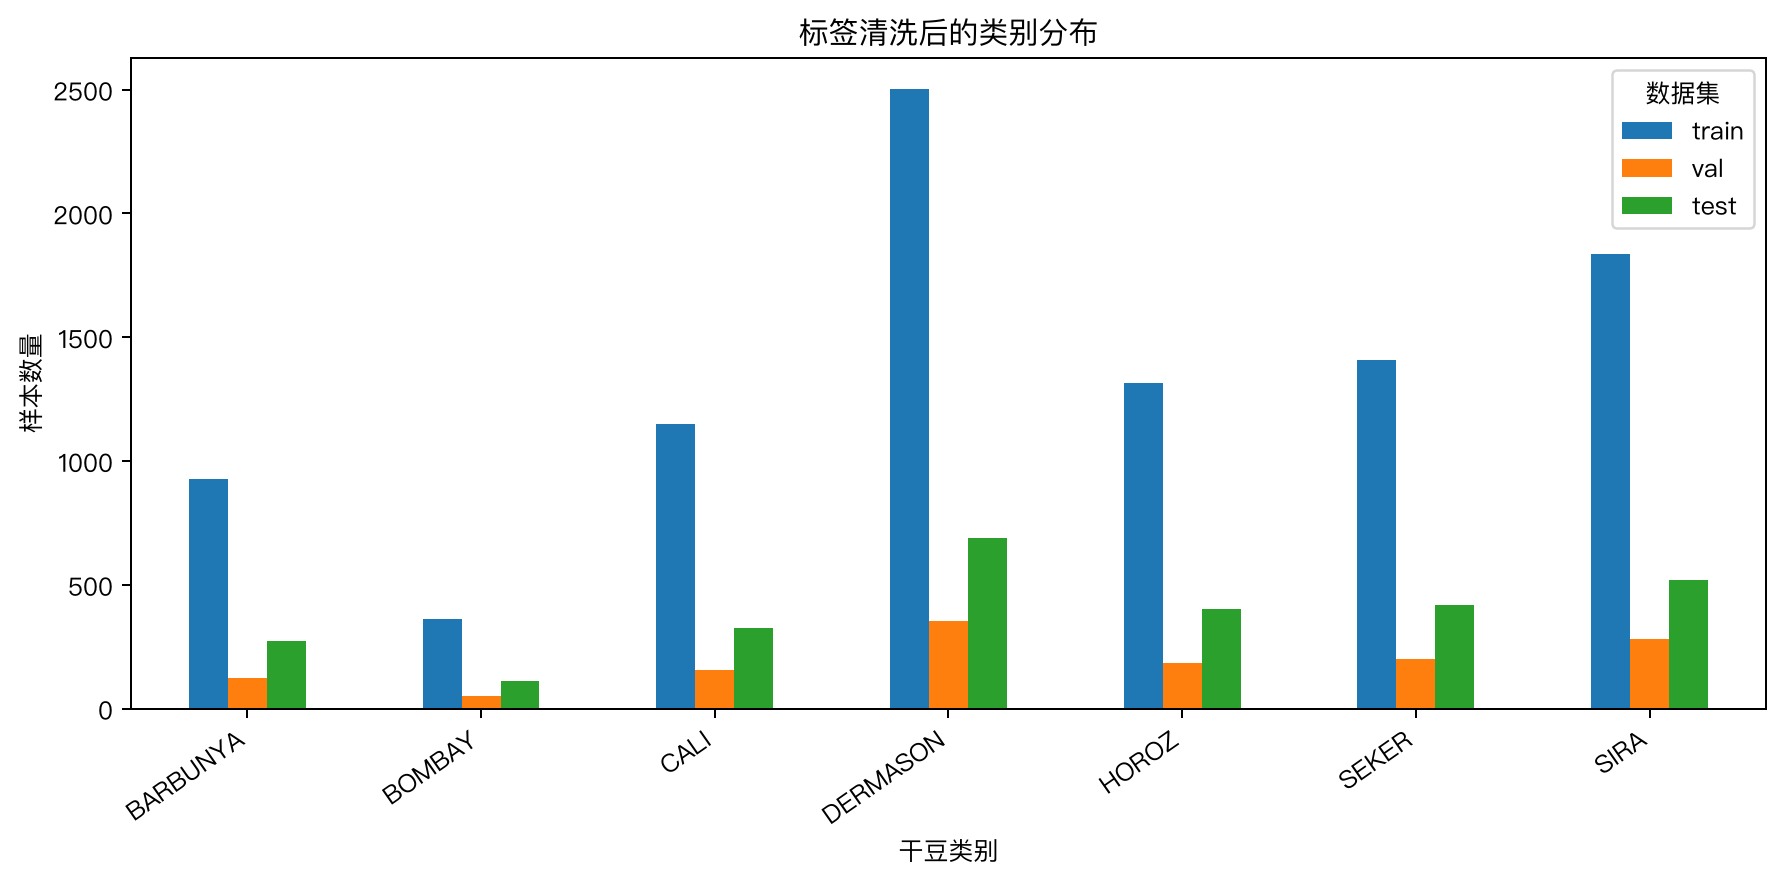 标签清洗后的类别分布
数据集
train
val
test
样本数量
2500
2000
1500
1000
500
0
BARBUNYA
BOMBAY
CALI
DERMASON
HOROZ
SEKER
SIRA
干豆类别